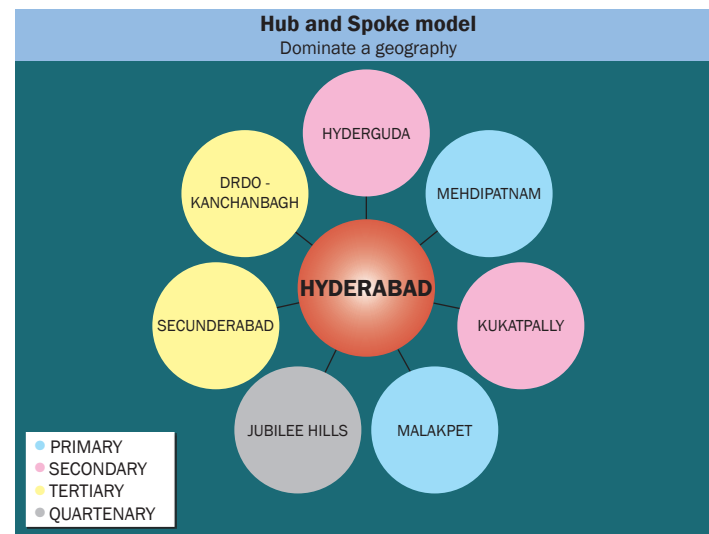 Hub and Spoke model
Dominate a geography
HYDERGUDA
DRDO -
KANCHANBAGH
MEHDIPATNAM
HYDERABAD
SECUNDERABAD
KUKATPALLY
JUBILEE HILLS
MALAKPET
PRIMARY
SECONDARY
TERTIARY
QUARTENARY